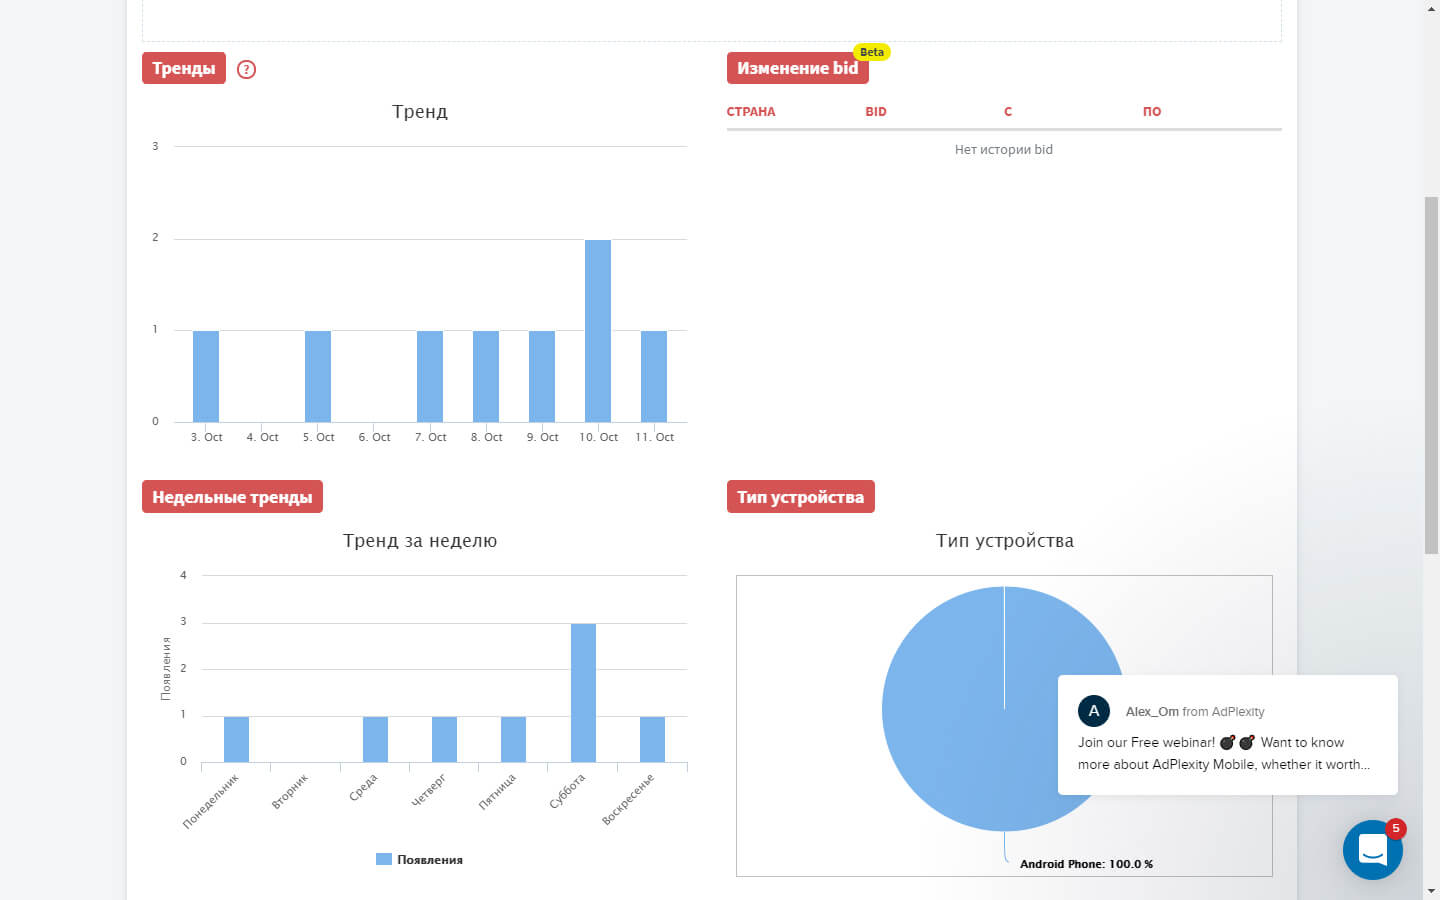 Тренды
?
Тренд
3
2
1
0
3. Oct 4. Oct 5. Oct 6. Oct 7. Oct 8. Oct 9. Oct 10. Oct 11. Oct
Изменение bid
Beta
СТРАНА BID С ПО
Нет истории bid
Недельные тренды
Тренд за неделю
Появления
4
3
2
1
0
Понедельник Вторник Среда Четверг Пятница Суббота Воскресенье
Появления
Тип устройства
Тип устройства
Android Phone: 100.0 %
A
Alex_Om from AdPlexity
Join our Free webinar! 💣💣 Want to know
more about AdPlexity Mobile, whether it worth...
5